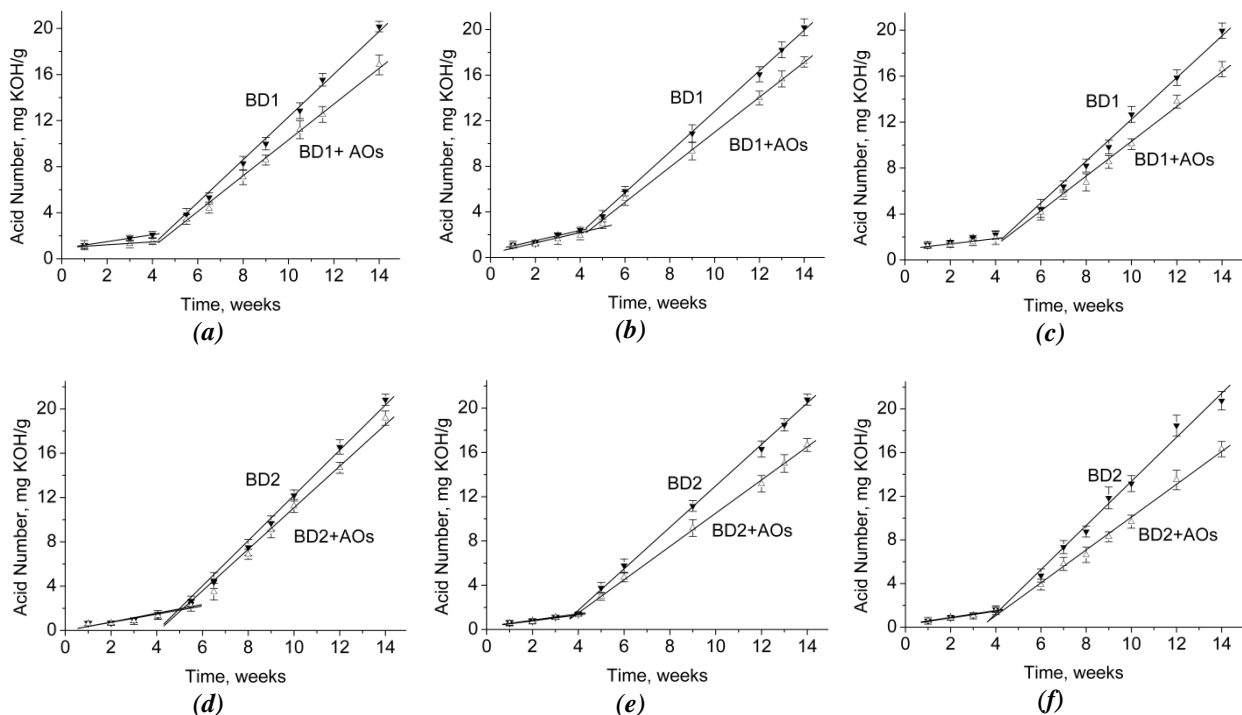 20
16
12
8
4
0
Acid Number, mg KOH/g
BD1
BD1+ AOs
0 2 4 6 8 10 12 14
Time, weeks
(a)
20
16
12
8
4
0
Acid Number, mg KOH/g
BD1
BD1+AOs
0 2 4 6 8 10 12 14
Time, weeks
(b)
20
16
12
8
4
0
Acid Number, mg KOH/g
BD1
BD1+AOs
0 2 4 6 8 10 12 14
Time, weeks
(c)
20
16
12
8
4
0
Acid Number, mg KOH/g
BD2
BD2+AOs
0 2 4 6 8 10 12 14
Time, weeks
(d)
20
16
12
8
4
0
Acid Number, mg KOH/g
BD2
BD2+AOs
0 2 4 6 8 10 12 14
Time, weeks
(e)
20
16
12
8
4
0
Acid Number, mg KOH/g
BD2
BD2+AOs
0 2 4 6 8 10 12 14
Time, weeks
(f)